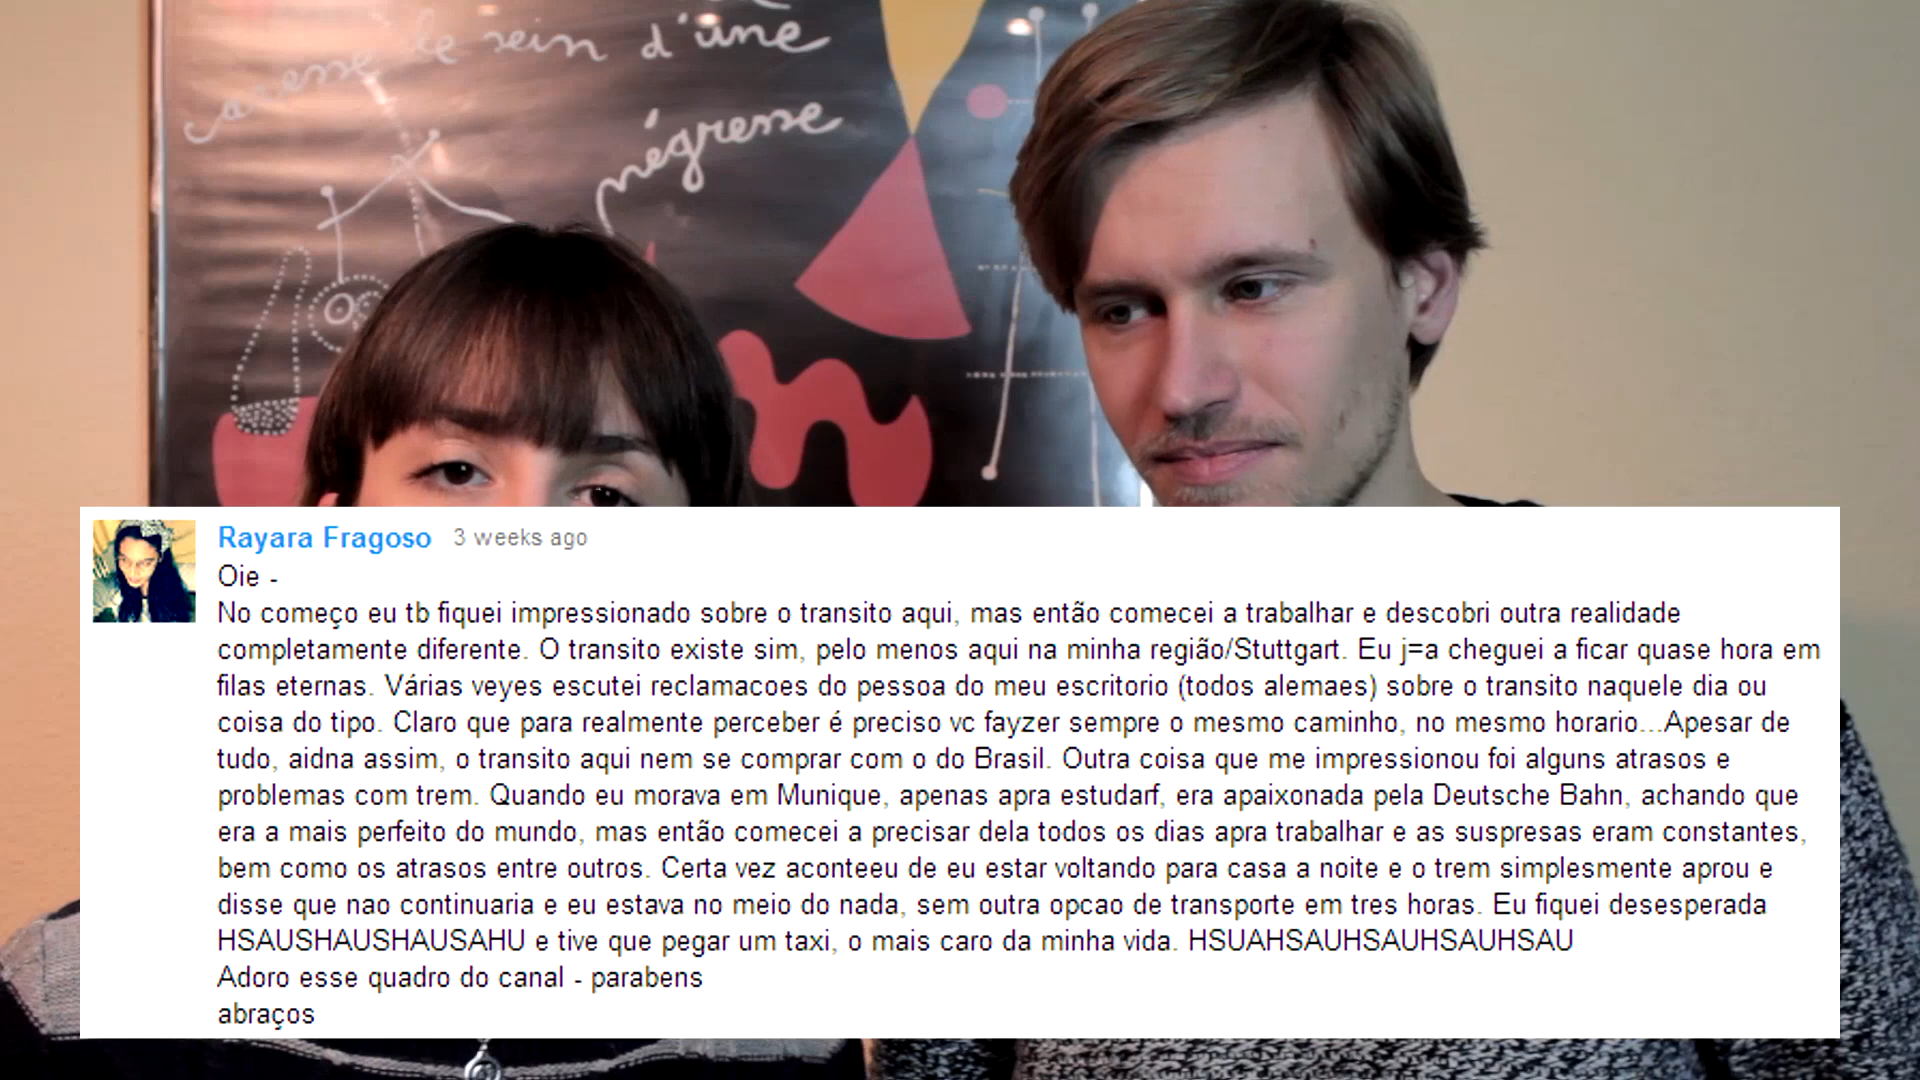 caresse le sein d'une
négresse
Rayara Fragoso 3 weeks ago
Oie -
No começo eu tb fiquei impressionado sobre o transito aqui, mas então comecei a trabalhar e descobri outra realidade
completamente diferente. O transito existe sim, pelo menos aqui na minha região/Stuttgart. Eu j=a cheguei a ficar quase hora em
filas eternas. Várias veyes escutei reclamacoes do pessoa do meu escritorio (todos alemaes) sobre o transito naquele dia ou
coisa do tipo. Claro que para realmente perceber é preciso vc fayzer sempre o mesmo caminho, no mesmo horario...Apesar de
tudo, aidna assim, o transito aqui nem se comprar com o do Brasil. Outra coisa que me impressionou foi alguns atrasos e
problemas com trem. Quando eu morava em Munique, apenas apra estudarf, era apaixonada pela Deutsche Bahn, achando que
era a mais perfeito do mundo, mas então comecei a precisar dela todos os dias apra trabalhar e as suspresas eram constantes,
bem como os atrasos entre outros. Certa vez aconteeu de eu estar voltando para casa a noite e o trem simplesmente aprou e
disse que nao continuaria e eu estava no meio do nada, sem outra opcao de transporte em tres horas. Eu fiquei desesperada
HSAUSHAUSHAUSAHU e tive que pegar um taxi, o mais caro da minha vida. HSUAHSAUHSAUHSAUHSAU
Adoro esse quadro do canal - parabens
abraços